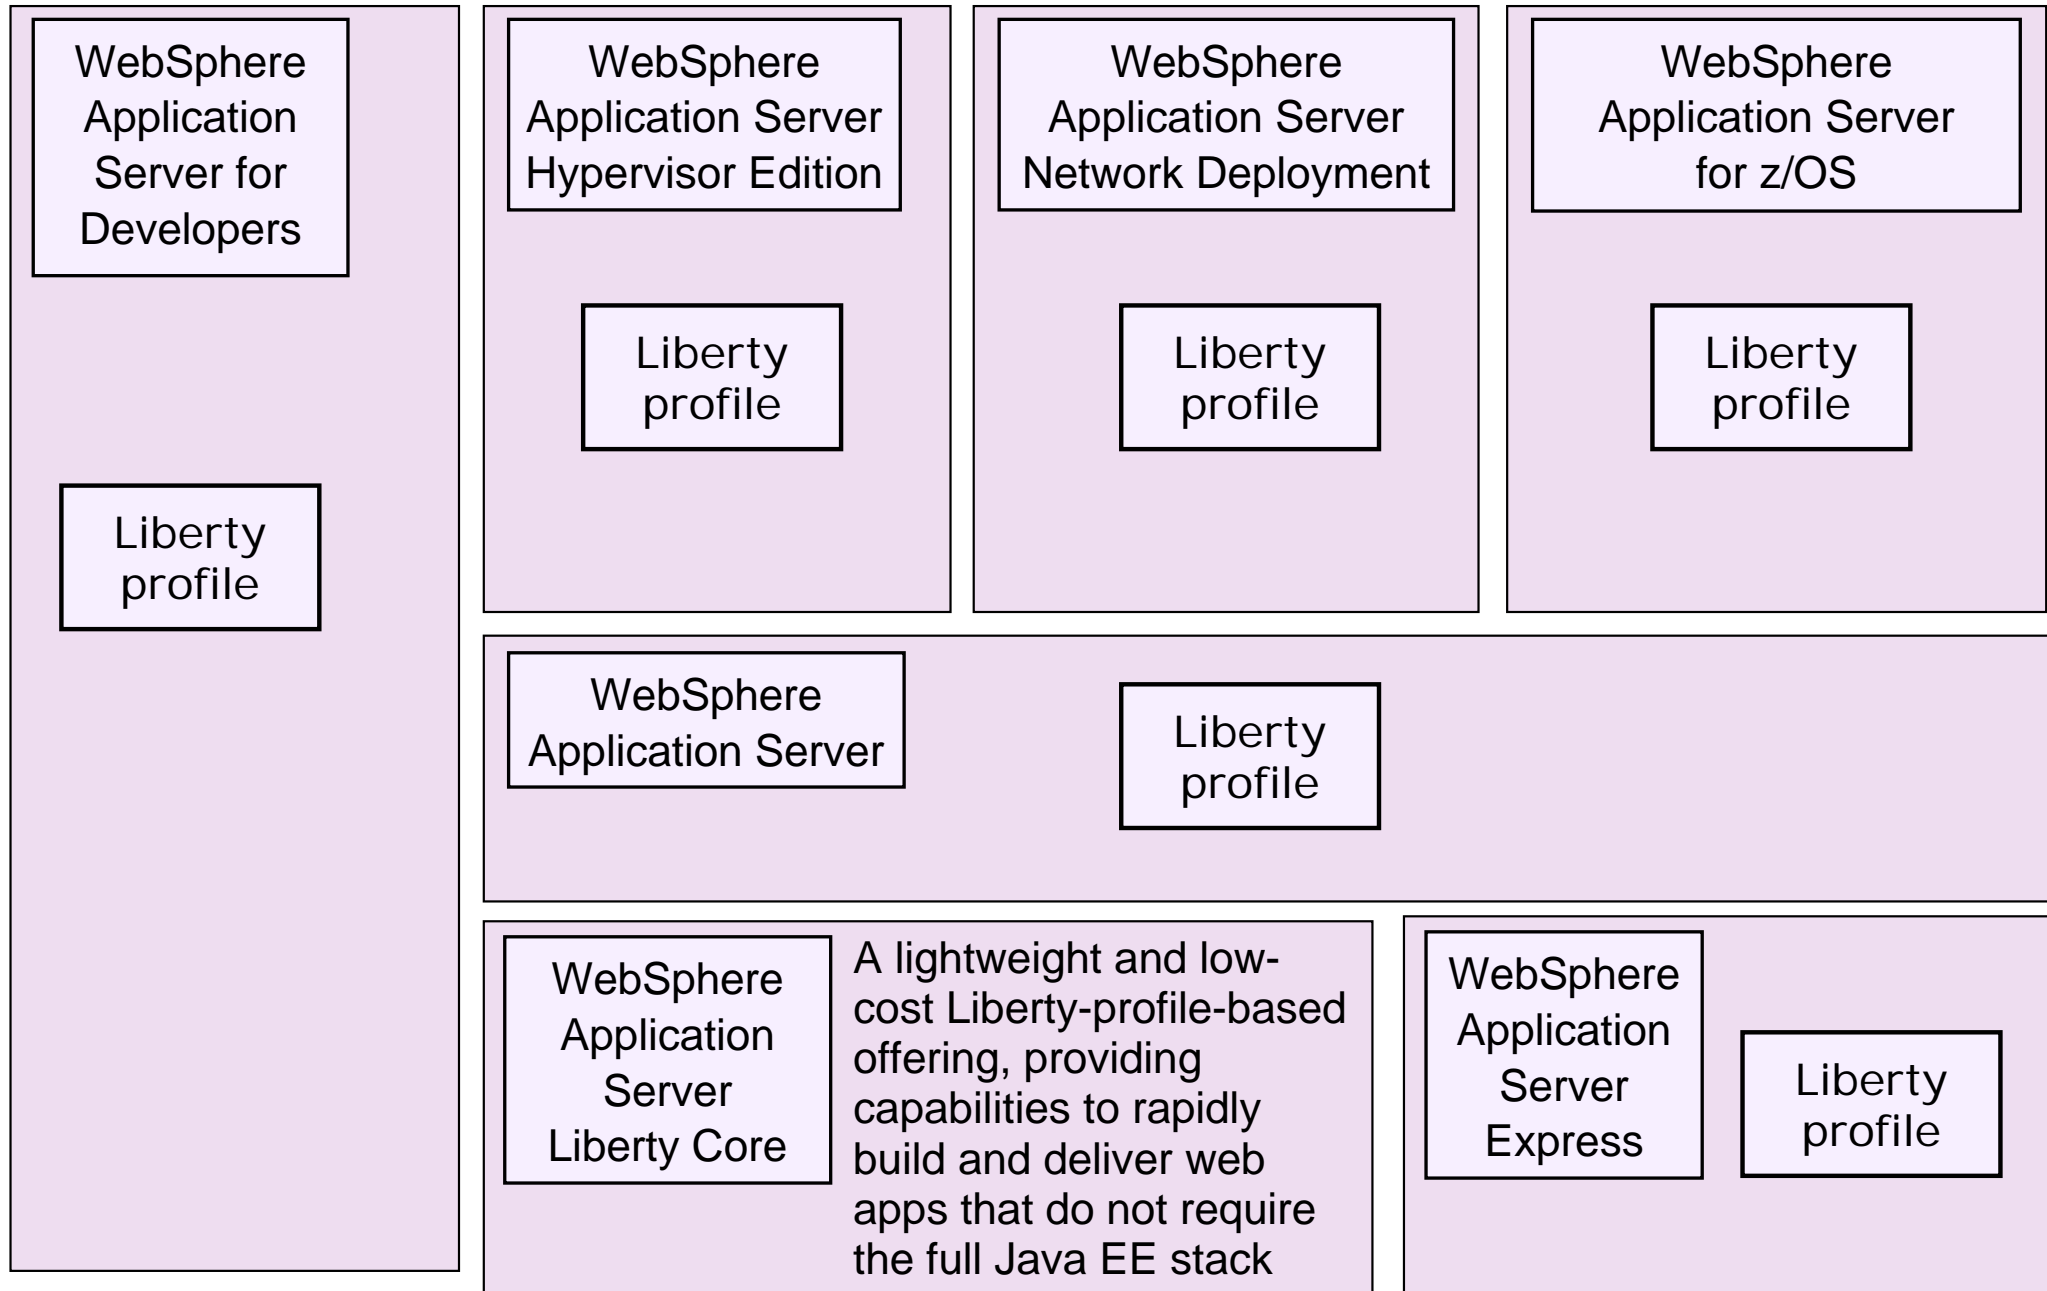 WebSphere
Application
Server for
Developers
Liberty
profile
WebSphere
Application Server
Hypervisor Edition
Liberty
profile
WebSphere
Application Server
Network Deployment
Liberty
profile
WebSphere
Application Server
for z/OS
Liberty
profile
WebSphere
Application Server
Liberty
profile
WebSphere
Application
Server
Liberty Core
A lightweight and low-
cost Liberty-profile-based
offering, providing
capabilities to rapidly
build and deliver web
apps that do not require
the full Java EE stack
WebSphere
Application
Server
Express
Liberty
profile